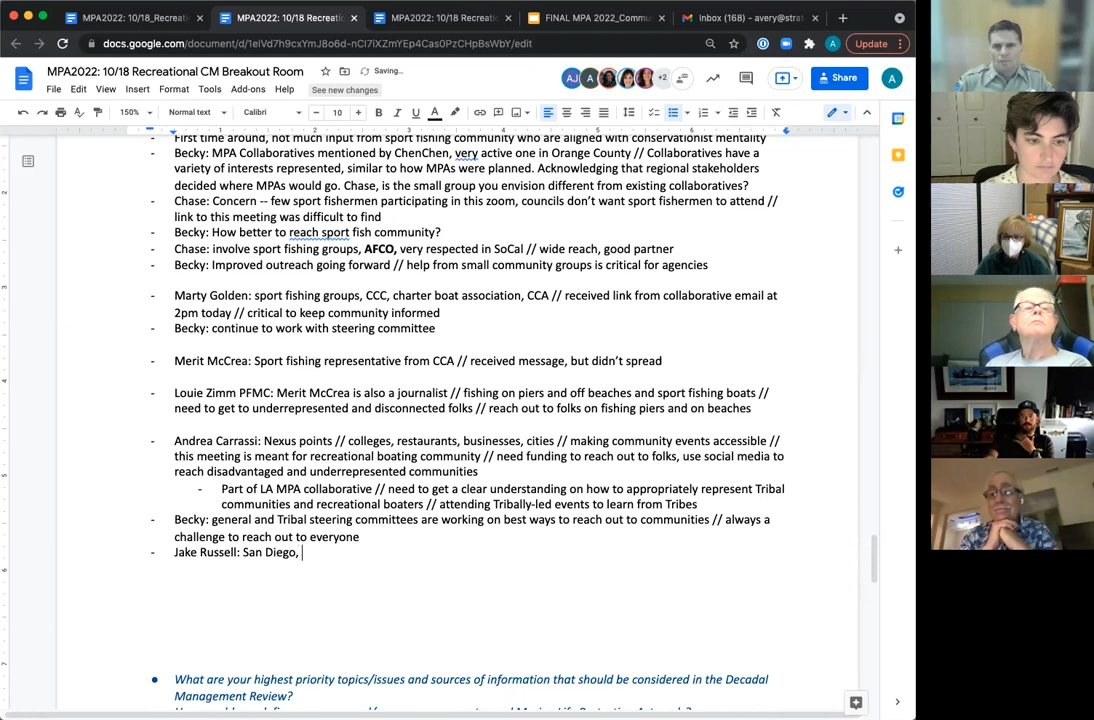 MPA2022: 10/18_Recreati
MPA2022: 10/18 Recreatio
MPA2022: 10/18 Recreatio
FINAL MPA 2022_Commu
Inbox (168) – avery@strat
docs.google.com/document/d/1eIVd7h9cxYmJ8o6d-nCl7iXZmYEp4Cas0PzCHpBsWbY/edit
A
Update
MPA2022: 10/18 Recreational CM Breakout Room
Saving...
File Edit View Insert Format Tools Add-ons Help
See new changes
AJ
A
+2
Share
A
150%
Normal text
Calibri
10
B I U A
1 2 3 4 5 6
First time around, not much input from sport fishing community who are aligned with conservationist mentality
- Becky: MPA Collaboratives mentioned by ChenChen, very active one in Orange County // Collaboratives have a
variety of interests represented, similar to how MPAs were planned. Acknowledging that regional stakeholders
decided where MPAs would go. Chase, is the small group you envision different from existing collaboratives?
- Chase: Concern -- few sport fishermen participating in this zoom, councils don't want sport fishermen to attend //
link to this meeting was difficult to find
- Becky: How better to reach sport fish community?
- Chase: involve sport fishing groups, AFCO, very respected in SoCal // wide reach, good partner
- Becky: Improved outreach going forward // help from small community groups is critical for agencies
- Marty Golden: sport fishing groups, CCC, charter boat association, CCA // received link from collaborative email at
2pm today // critical to keep community informed
- Becky: continue to work with steering committee
- Merit McCrea: Sport fishing representative from CCA // received message, but didn't spread
- Louie Zimm PFMC: Merit McCrea is also a journalist // fishing on piers and off beaches and sport fishing boats //
need to get to underrepresented and disconnected folks // reach out to folks on fishing piers and on beaches
- Andrea Carrassi: Nexus points // colleges, restaurants, businesses, cities // making community events accessible //
this meeting is meant for recreational boating community // need funding to reach out to folks, use social media to
reach disadvantaged and underrepresented communities
- Part of LA MPA collaborative // need to get a clear understanding on how to appropriately represent Tribal
communities and recreational boaters // attending Tribally-led events to learn from Tribes
- Becky: general and Tribal steering committees are working on best ways to reach out to communities // always a
challenge to reach out to everyone
- Jake Russell: San Diego,
● What are your highest priority topics/issues and sources of information that should be considered in the Decadal
Management Review?